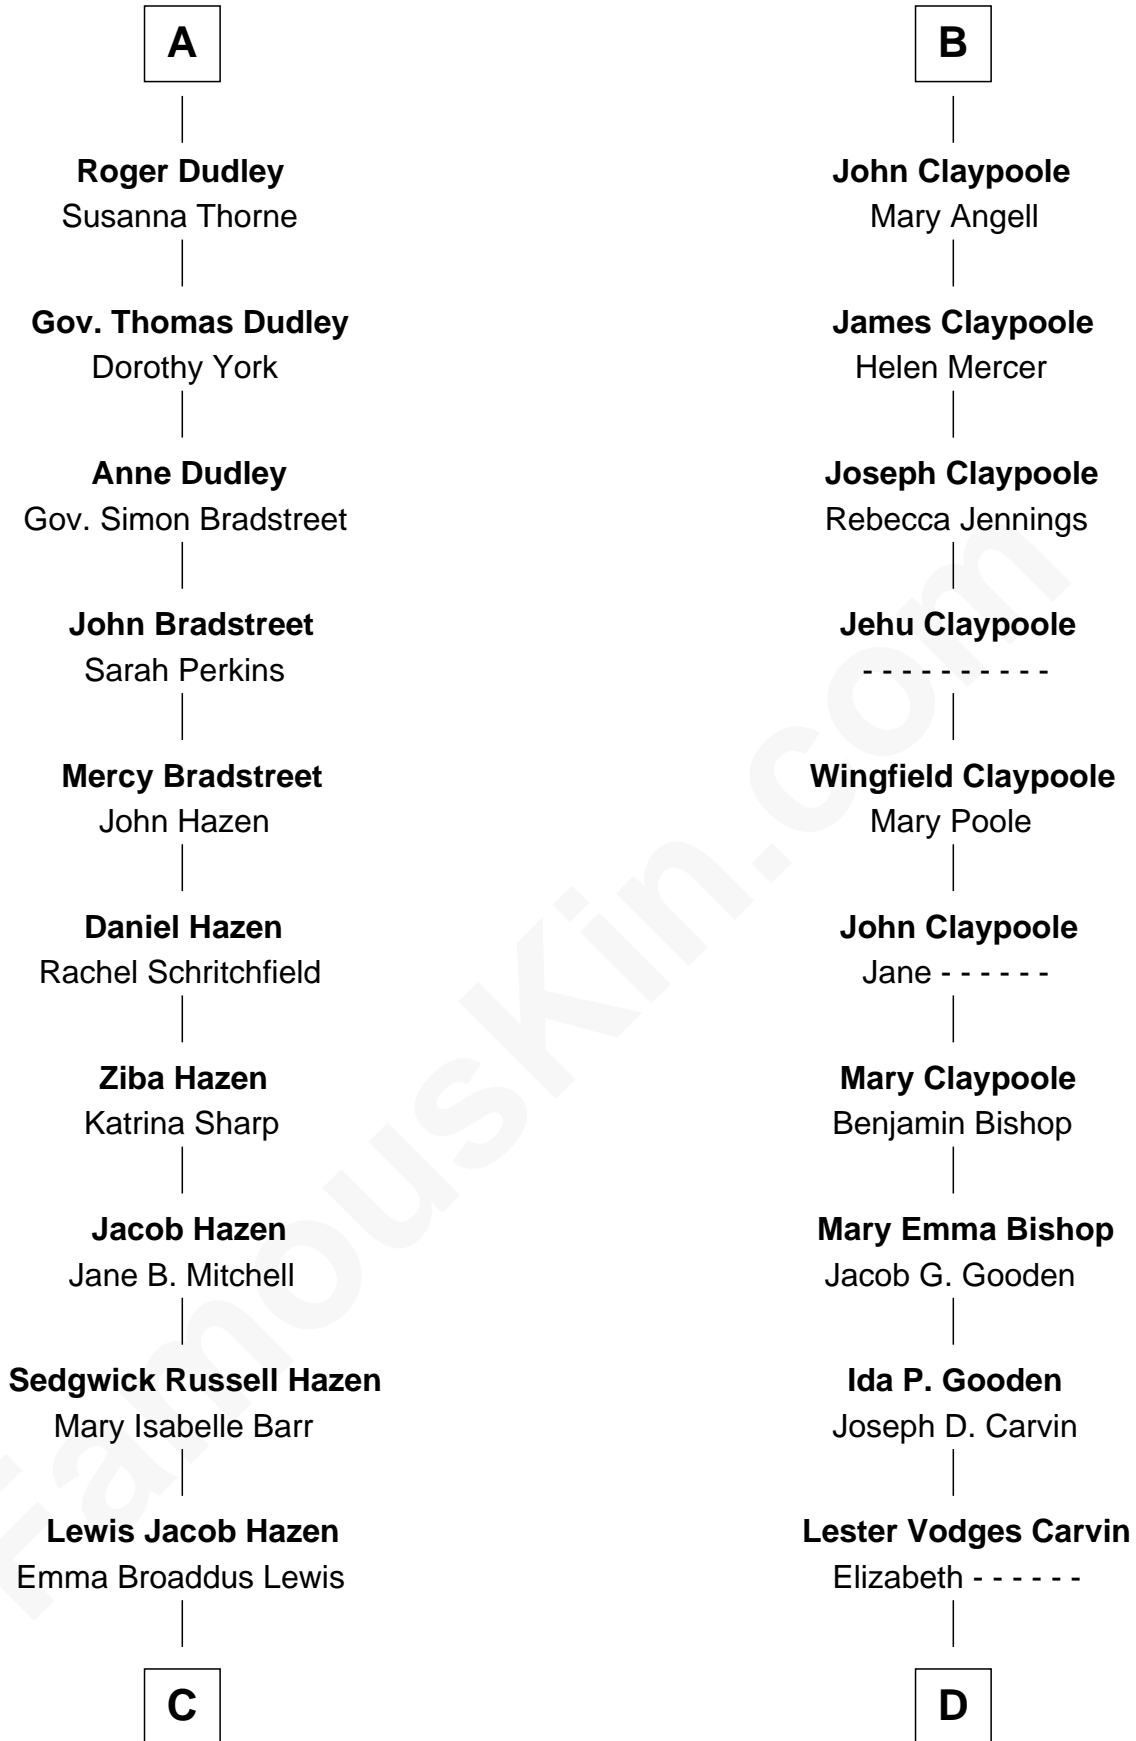 A
Roger Dudley
Susanna Thorne
Gov. Thomas Dudley
Dorothy York
Anne Dudley
Gov. Simon Bradstreet
John Bradstreet
Sarah Perkins
Mercy Bradstreet
John Hazen
Daniel Hazen
Rachel Schritchfield
Ziba Hazen
Katrina Sharp
Jacob Hazen
Jane B. Mitchell
Sedgwick Russell Hazen
Mary Isabelle Barr
Lewis Jacob Hazen
Emma Broaddus Lewis
C
B
John Claypoole
Mary Angell
James Claypoole
Helen Mercer
Joseph Claypoole
Rebecca Jennings
Jehu Claypoole
- - - - - - - - - -
Wingfield Claypoole
Mary Poole
John Claypoole
Jane - - - - - -
Mary Claypoole
Benjamin Bishop
Mary Emma Bishop
Jacob G. Gooden
Ida P. Gooden
Joseph D. Carvin
Lester Vodges Carvin
Elizabeth - - - - - -
D
FamousKin.com